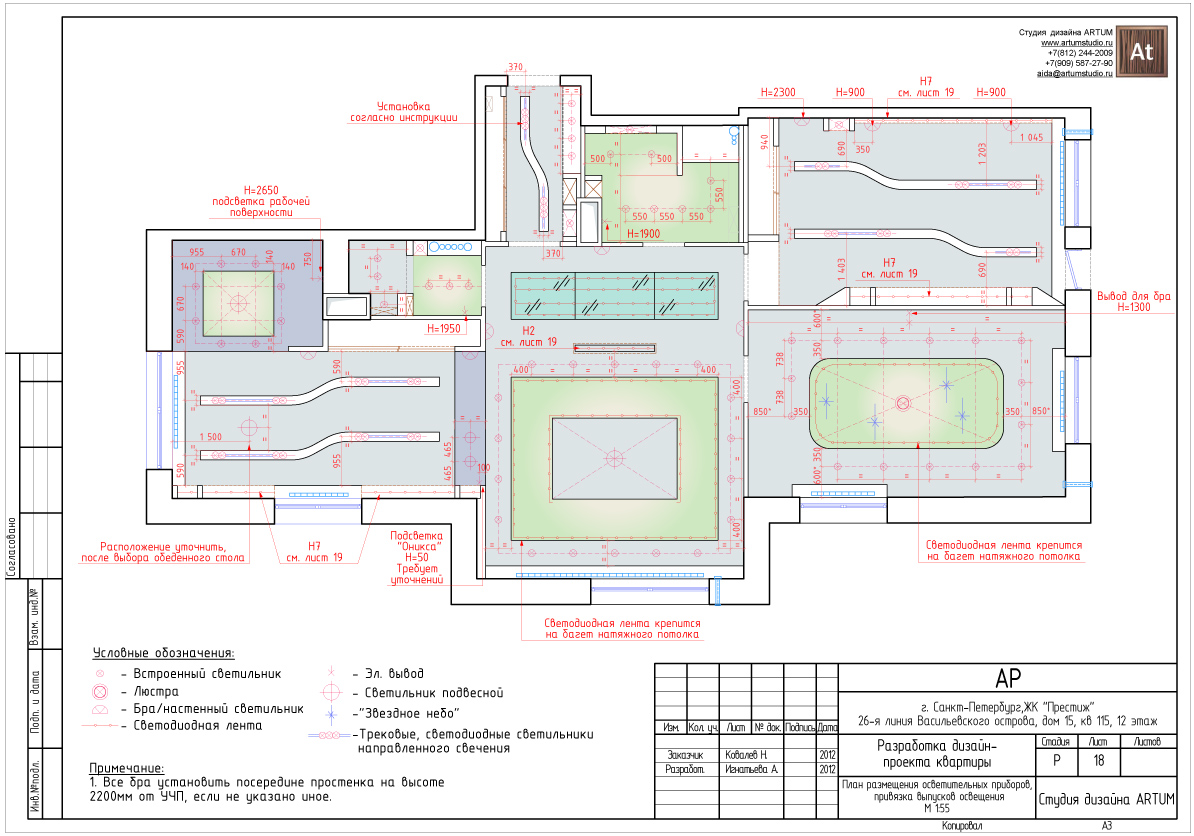 Студия дизайна ARTUM
www.artumstudio.ru
+7(812) 244-2009
+7(909) 587-27-90
aida@artumstudio.ru
At
370
Установка
согласно инструкции
H=2300
H=900
H7
см. лист 19
H=900
940
690
350
1 203
1 045
500
500
550
550
550
550
H=1900
370
H=2650
подсветка рабочей
поверхности
955
670
140
140
140
750
670
590
H=1950
1 403
H7
см. лист 19
690
Вывод для бра
H=1300
H2
см. лист 19
600*
350
738
738
850*
350
350
850*
350
600*
955
590
1 500
590
955
465
465
100
400
400
400
400
Расположение уточнить,
после выбора обеденного стола
H7
см. лист 19
Подсветка
"Оникса"
H=50
Требует
уточнений
Светодиодная лента крепится
на багет натяжного потолка
Светодиодная лента крепится
на багет натяжного потолка
Согласовано
Взам. инд.№
Подп. и дата
Инв.№подл.
Условные обозначения:
– Встроенный светильник
– Люстра
– Бра/настенный светильник
– Светодиодная лента
– Эл. вывод
– Светильник подвесной
–"Звездное небо"
–Трековые, светодиодные светильники
направленного свечения
Примечание:
1. Все бра установить посередине простенка на высоте
2200мм от УЧП, если не указано иное.
АР
г. Санкт-Петербург,ЖК "Престиж"
26-я линия Васильевского острова, дом 15, кв 115, 12 этаж
Изм. Кол. уч. Лист № док. Подпись Дата
Заказчик Ковалев Н. 2012
Разработ. Игнатьева А. 2012
Разработка дизайн-
проекта квартиры
Стадия Лист Листов
Р 18
План размещения осветительных приборов,
привязка выпусков освещения
М 1:55
Студия дизайна ARTUM
Копировал А3